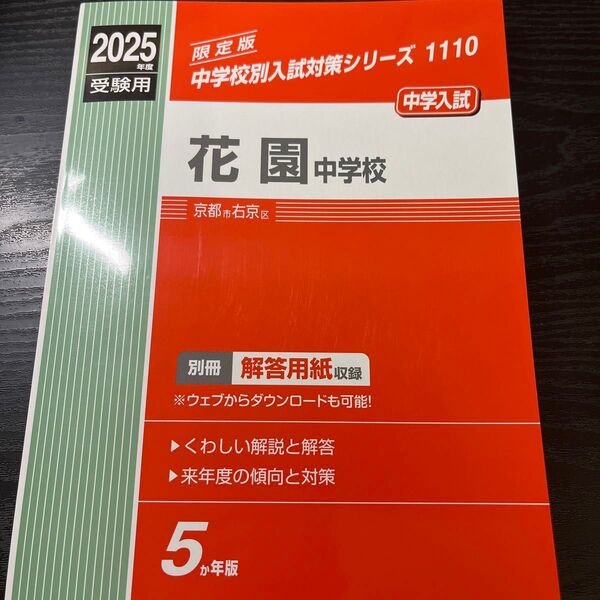 2025年度
受験用
限定版
中学校別入試対策シリーズ 1110
中学入試
花園中学校
京都市右京区
別冊 解答用紙収録
※ウェブからダウンロードも可能!
▶くわしい解説と解答
▶来年度の傾向と対策
5か年版